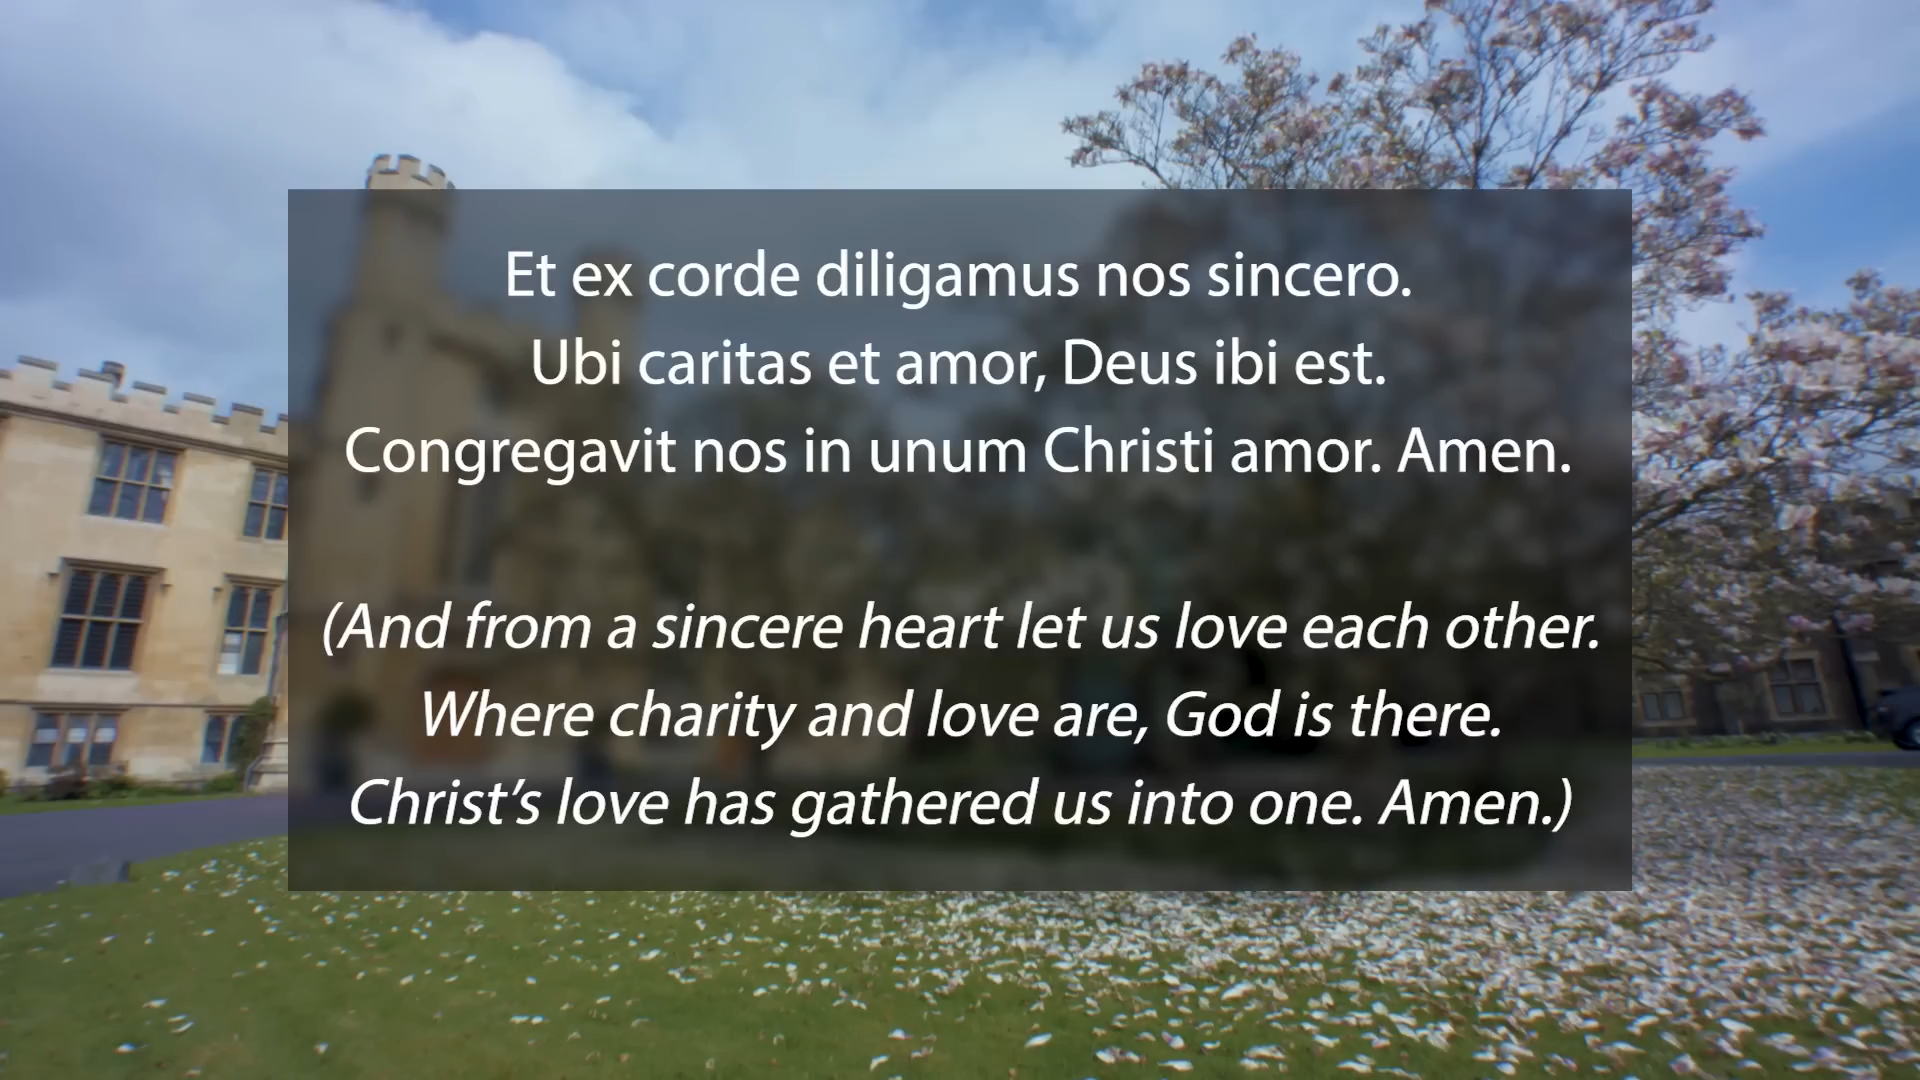 Et ex corde diligamus nos sincero.
Ubi caritas et amor, Deus ibi est.
Congregavit nos in unum Christi amor. Amen.
(And from a sincere heart let us love each other.
Where charity and love are, God is there.
Christ’s love has gathered us into one. Amen.)